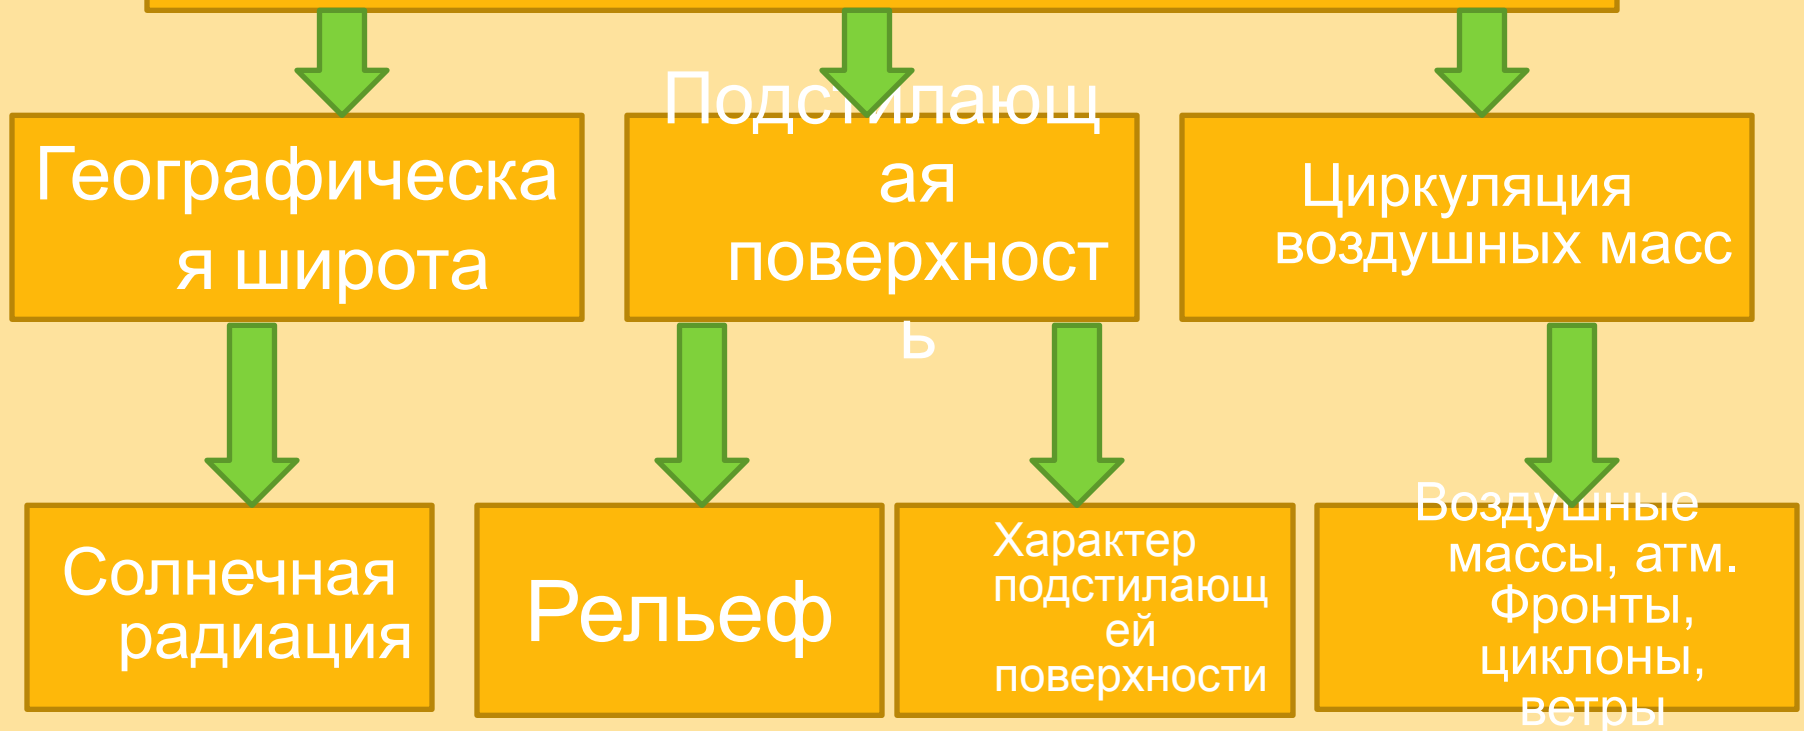 Географическа
я широта
Подстилающ
ая
поверхност
ь
Циркуляция
воздушных масс
Солнечная
радиация
Рельеф
Характер
подстилающ
ей
поверхности
Воздушные
массы, атм.
Фронты,
циклоны,
ветры